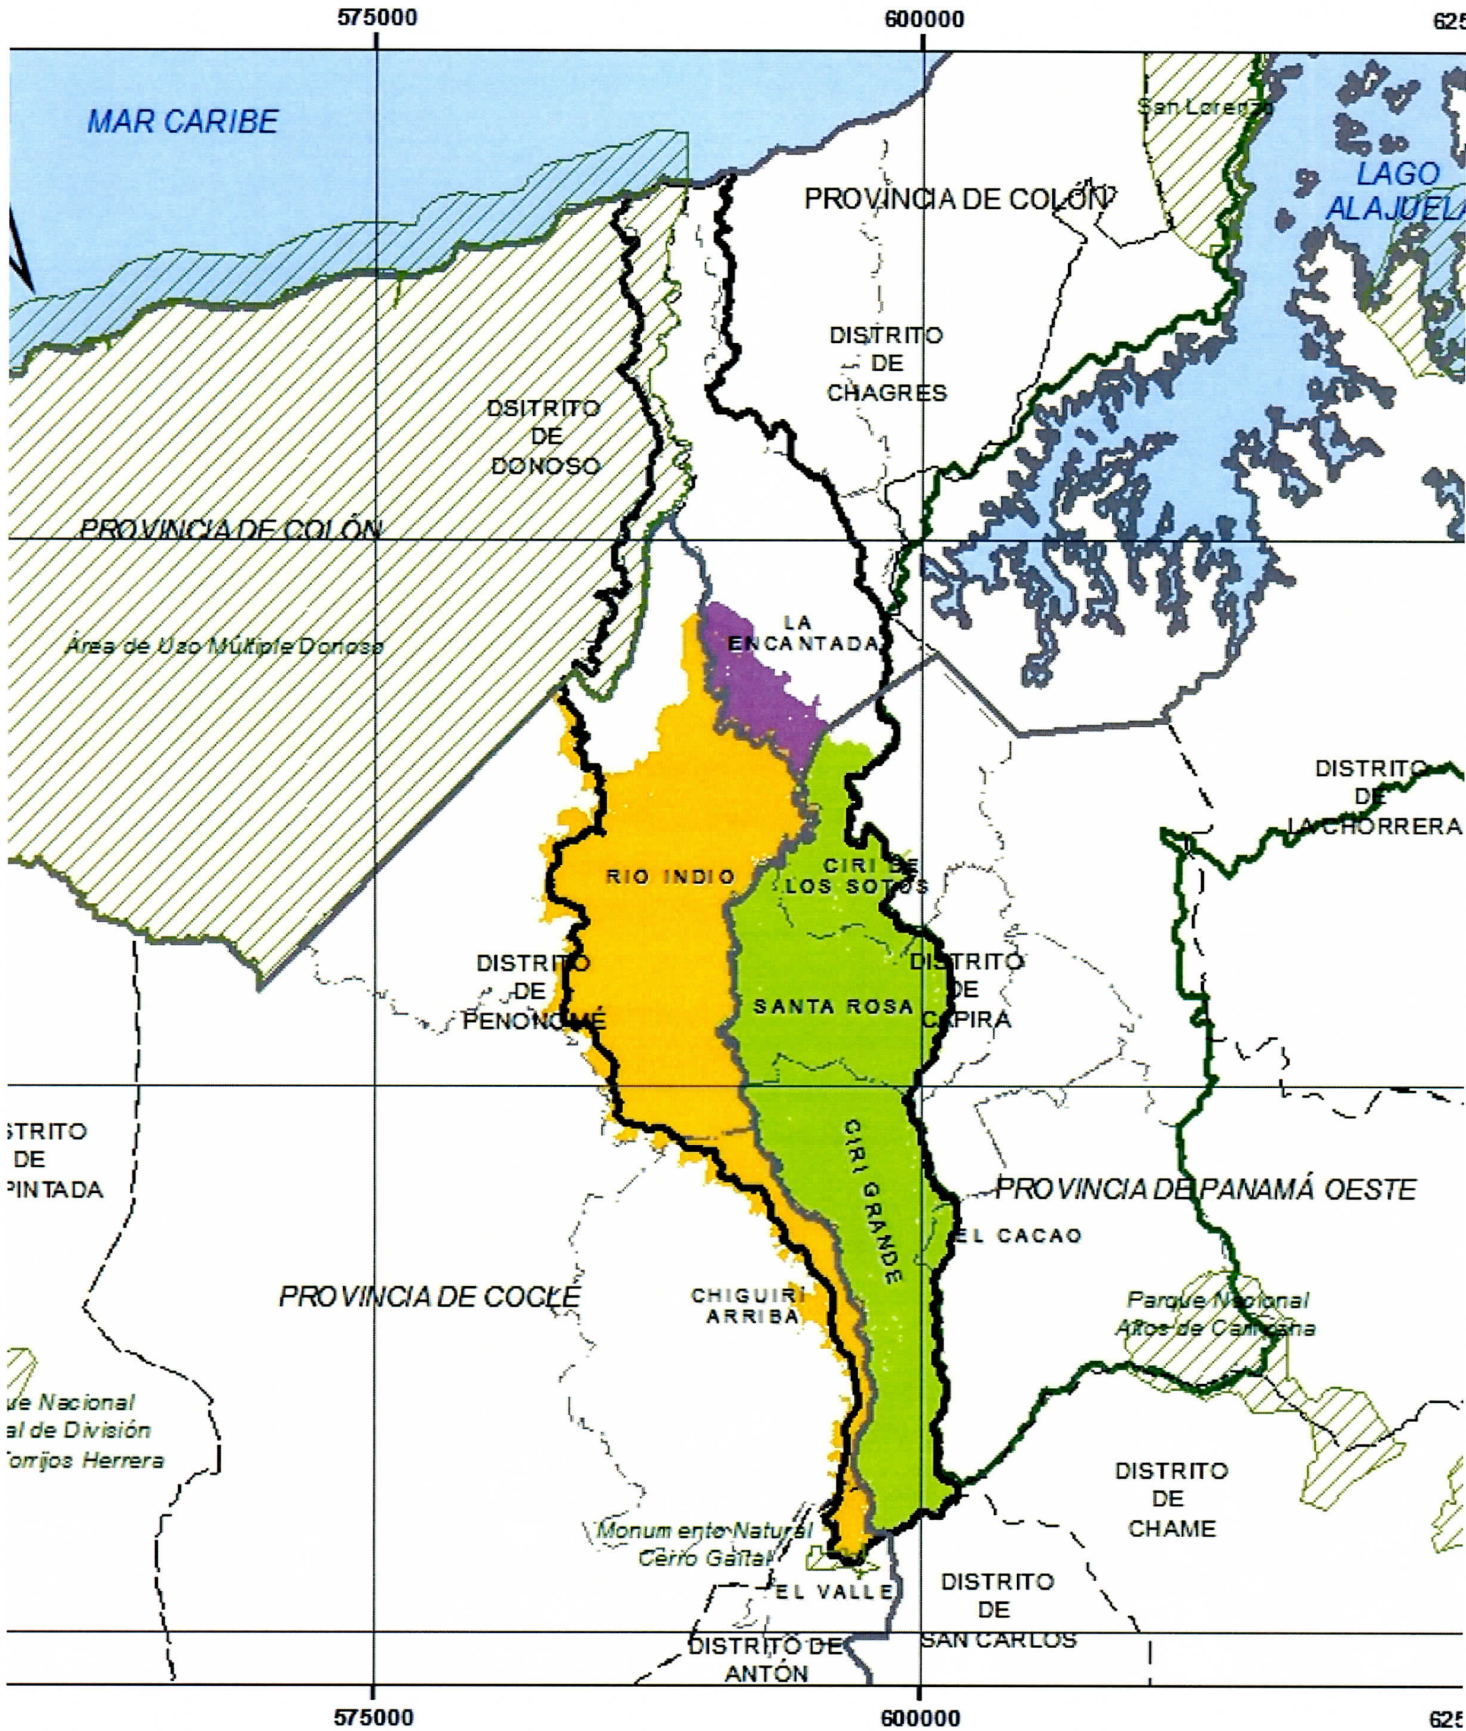 575000
600000
625
MAR CARIBE
San Lorenzo
LAGO
ALAJUELA
PROVINCIA DE COLÓN
DISTRITO
DE
CHAGRES
DSITRITO
DE
DONOSO
PROVINCIA DE COLÓN
Área de Uso Múltiple Donoso
LA
ENCANTADA
DISTRITO
DE
LA CHORRERA
RIO INDIO
CIRI DE
LOS SOTOS
DISTRITO
DE
PENONOMÉ
SANTA ROSA
DISTRITO
DE
CAPIRA
STRITO
DE
PINTADA
CIRI GRANDE
PROVINCIA DE PANAMÁ OESTE
EL CACAO
PROVINCIA DE COCLÉ
CHIGUIRÍ
ARRIBA
Parque Nacional
Altos de Campana
ue Nacional
al de División
Torrijos Herrera
DISTRITO
DE
CHAME
Monumento Natural
Cerro Gaital
EL VALLE
DISTRITO
DE
SAN CARLOS
DISTRITO DE
ANTÓN
575000
600000
625